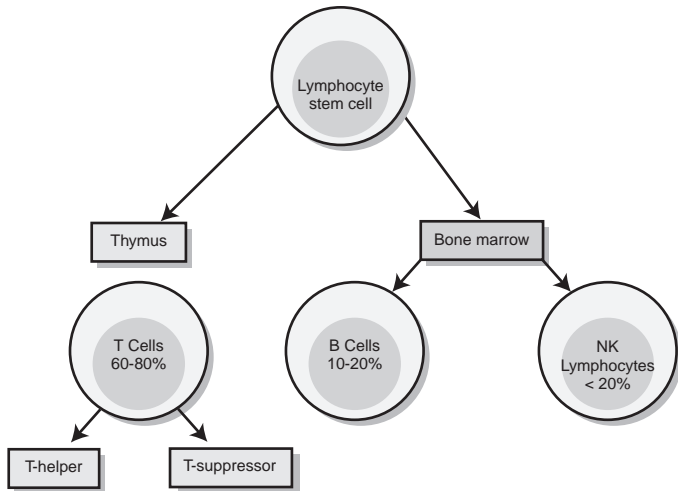 Lymphocyte
stem cell
Thymus
Bone marrow
T Cells
60-80%
B Cells
10-20%
NK
Lymphocytes
< 20%
T-helper
T-suppressor